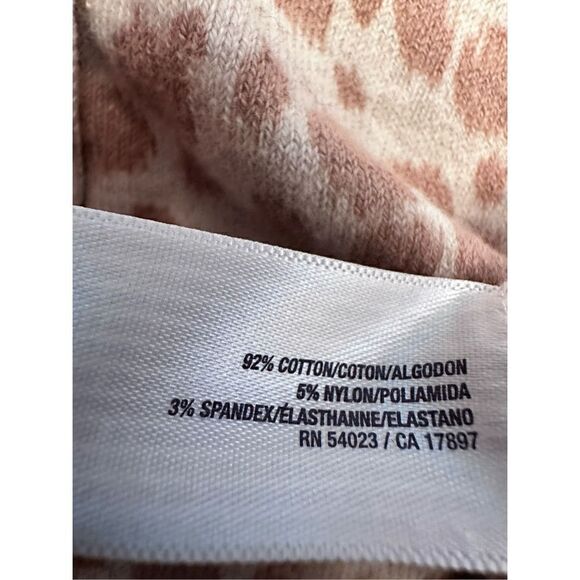 92% COTTON/COTON/ALGODON
5% NYLON/POLIAMIDA
3% SPANDEX/ÉLASTHANNE/ELASTANO
RN 54023 / CA 17897